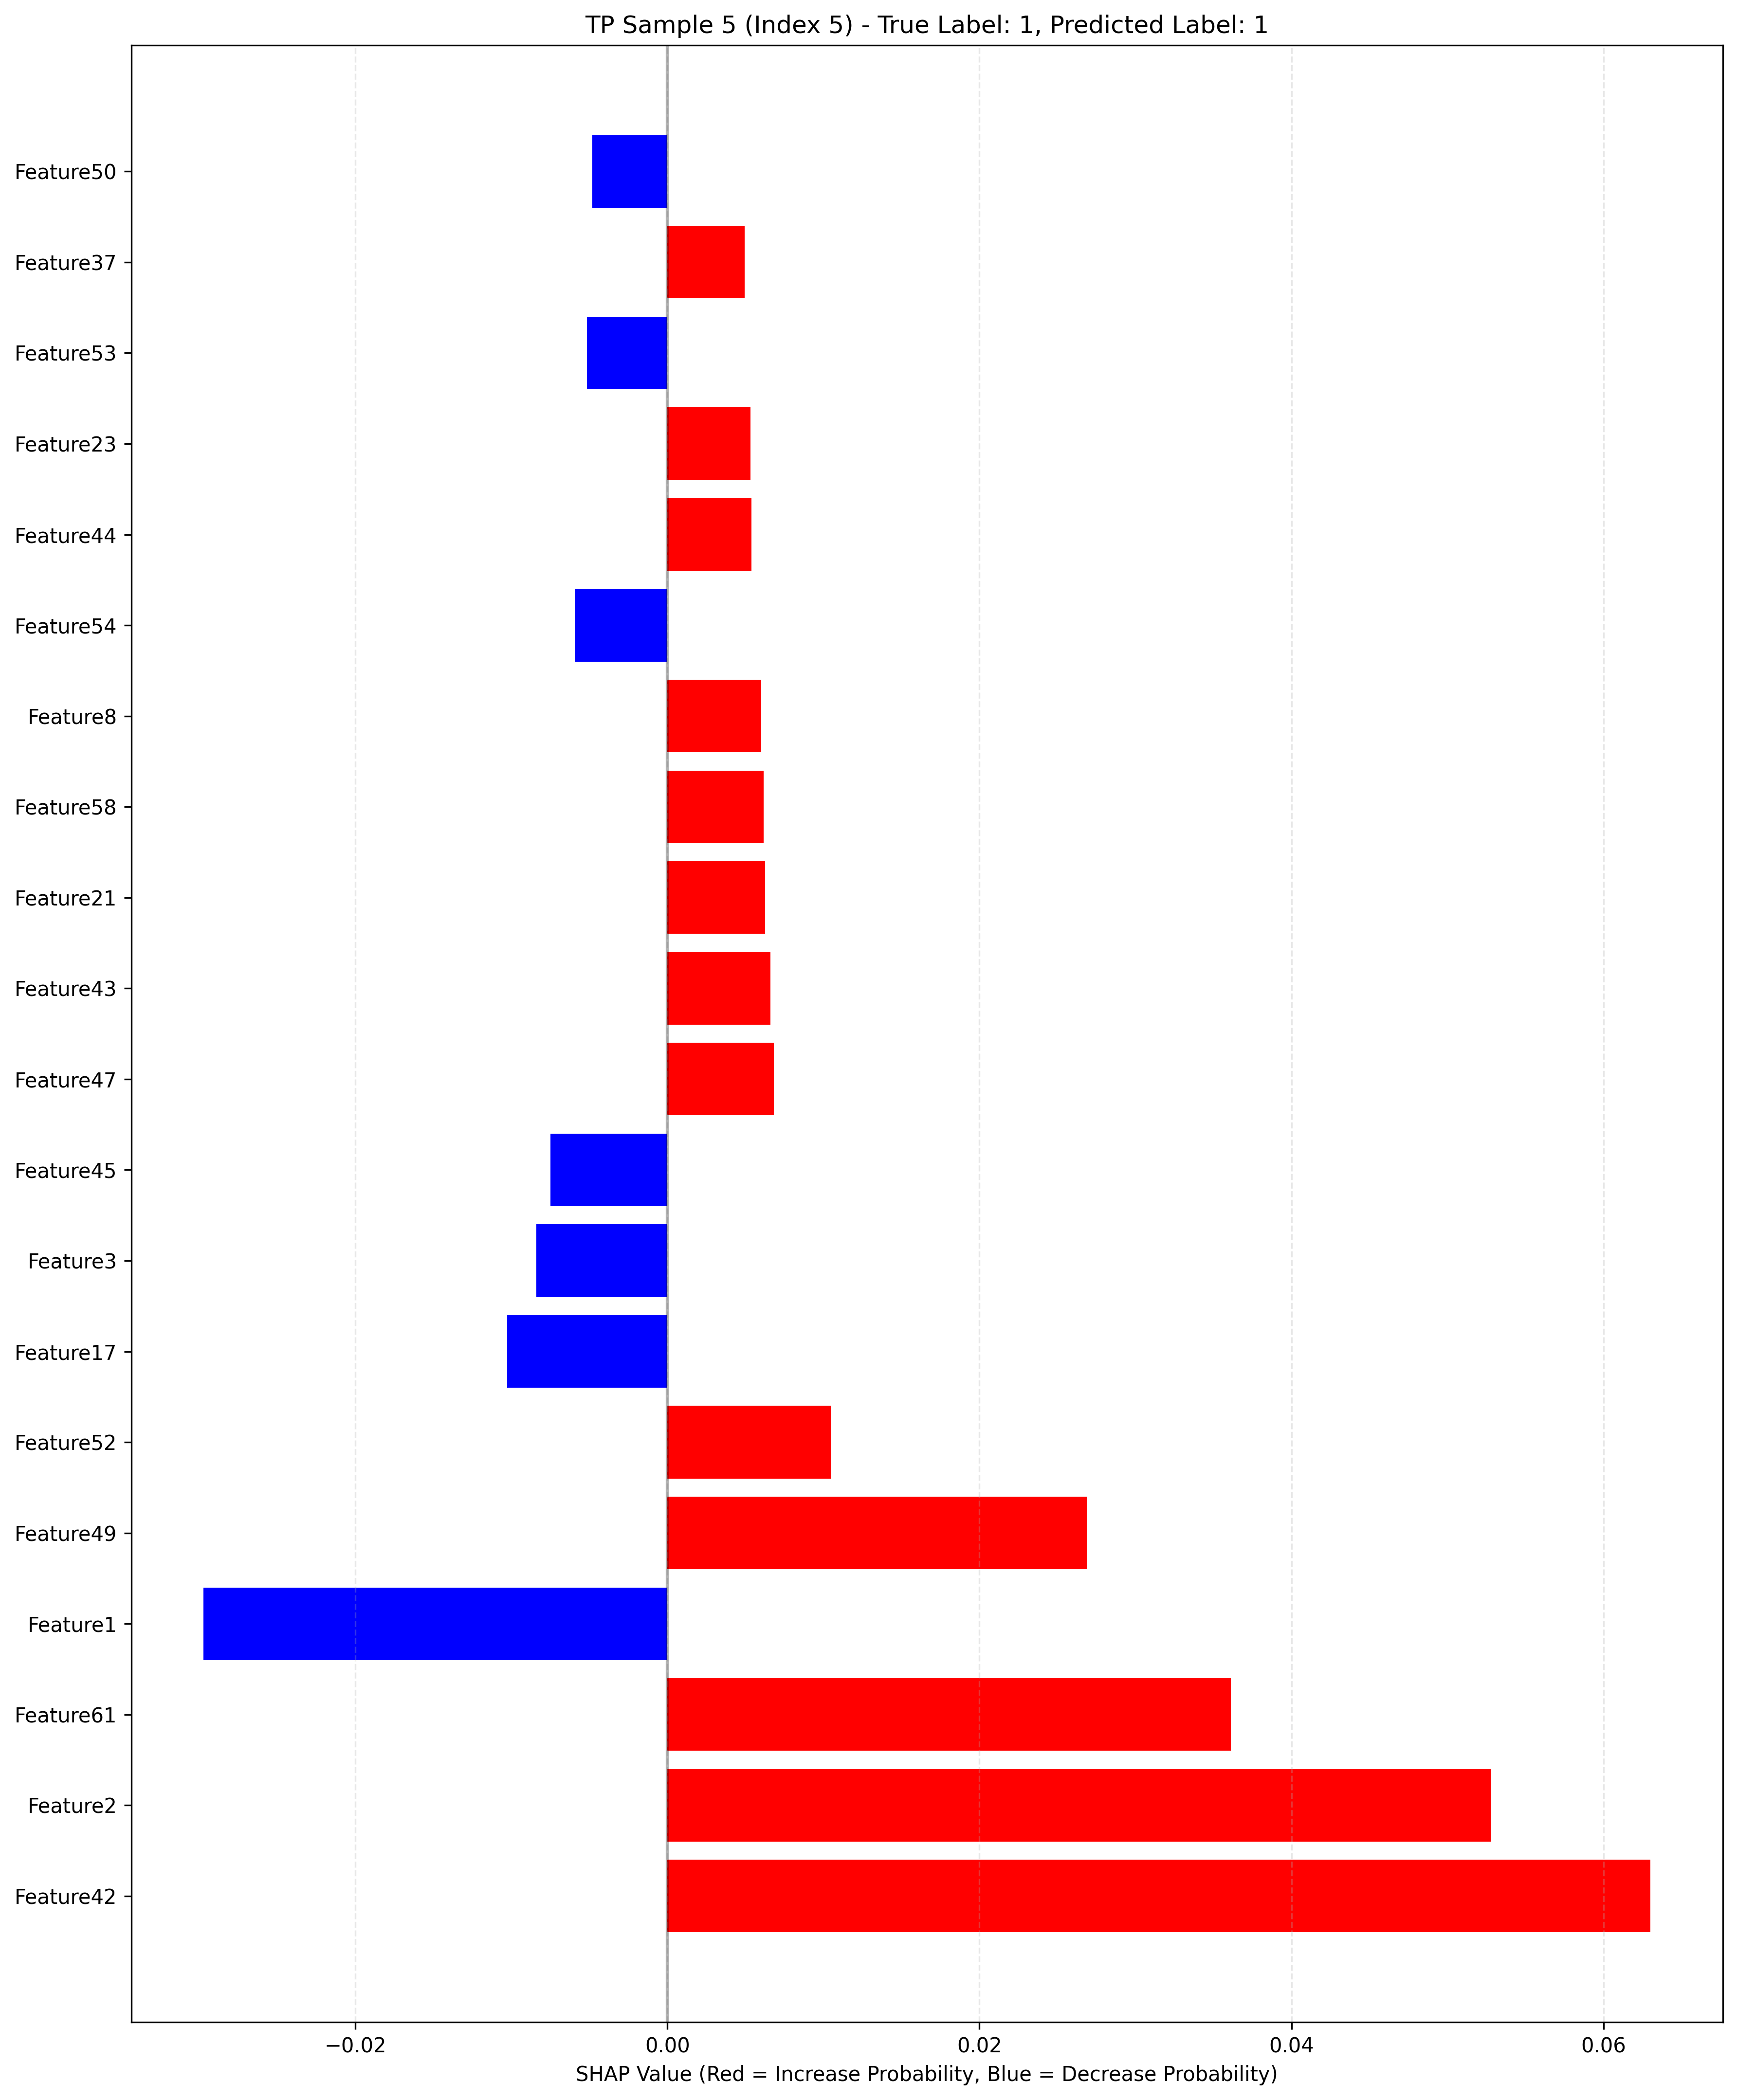 TP Sample 5 (Index 5) - True Label: 1, Predicted Label: 1
Feature50
Feature37
Feature53
Feature23
Feature44
Feature54
Feature8
Feature58
Feature21
Feature43
Feature47
Feature45
Feature3
Feature17
Feature52
Feature49
Feature1
Feature61
Feature2
Feature42
−0.02 0.00 0.02 0.04 0.06
SHAP Value (Red = Increase Probability, Blue = Decrease Probability)